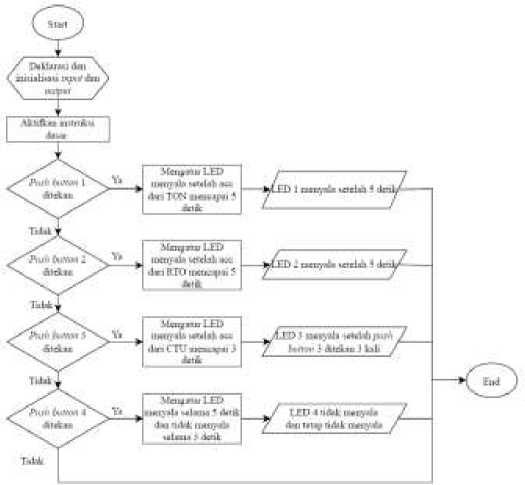 Start
Deklarasi dan
inisialisasi input dan
output
Aktifkan instruksi
dasar
Push button 1
ditekan
Ya
Mengatur LED
menyala setelah acc
dari TON mencapai 5
detik
LED 1 menyala setelah 5 detik
Tidak
Push button 2
ditekan
Ya
Mengatur LED
menyala setelah acc
dari RTO mencapai 5
detik
LED 2 menyala setelah 5 detik
Tidak
Push button 3
ditekan
Ya
Mengatur LED
menyala setelah acc
dari CTU mencapai 3
detik
LED 3 menyala setelah push
button 3 ditekan 3 kali
Tidak
Push button 4
ditekan
Ya
Mengatur LED
menyala selama 5 detik
dan tidak menyala
selama 3 detik
LED 4 tidak menyala
dan tetap tidak menyala
Tidak
End